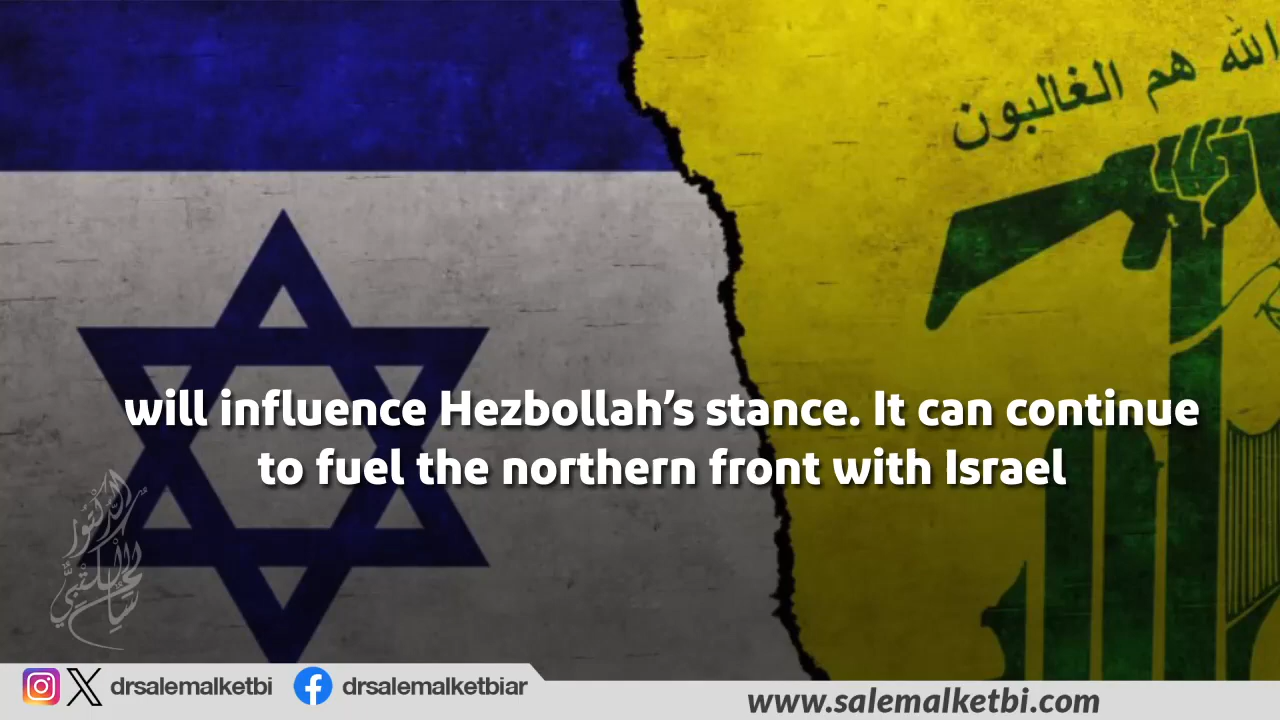 الله هم الغالبون
will influence Hezbollah’s stance. It can continue
to fuel the northern front with Israel
drsalemalketbi
drsalemalketbiar
www.salemalketbi.com